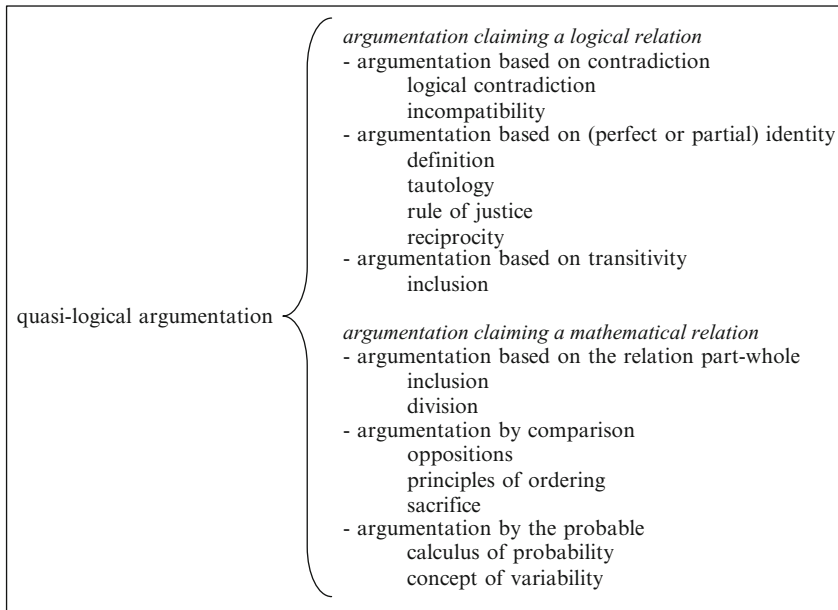 argumentation claiming a logical relation
- argumentation based on contradiction
logical contradiction
incompatibility
- argumentation based on (perfect or partial) identity
definition
tautology
rule of justice
reciprocity
- argumentation based on transitivity
inclusion
quasi-logical argumentation
argumentation claiming a mathematical relation
- argumentation based on the relation part-whole
inclusion
division
- argumentation by comparison
oppositions
principles of ordering
sacrifice
- argumentation by the probable
calculus of probability
concept of variability